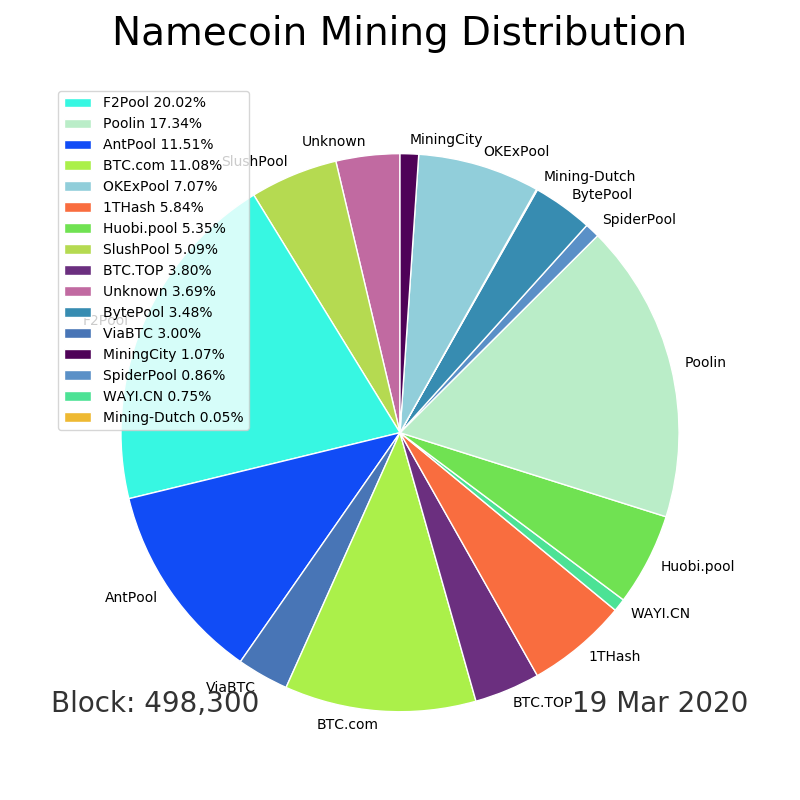 Namecoin Mining Distribution
F2Pool 20.02%
Poolin 17.34%
AntPool 11.51%
BTC.com 11.08%
OKExPool 7.07%
1THash 5.84%
Huobi.pool 5.35%
SlushPool 5.09%
BTC.TOP 3.80%
Unknown 3.69%
BytePool 3.48%
ViaBTC 3.00%
MiningCity 1.07%
SpiderPool 0.86%
WAYI.CN 0.75%
Mining-Dutch 0.05%
SlushPool
Unknown
MiningCity
OKExPool
Mining-Dutch
BytePool
SpiderPool
F2Pool
Poolin
Huobi.pool
AntPool
WAYI.CN
1THash
ViaBTC
BTC.TOP
BTC.com
Block: 498,300
19 Mar 2020